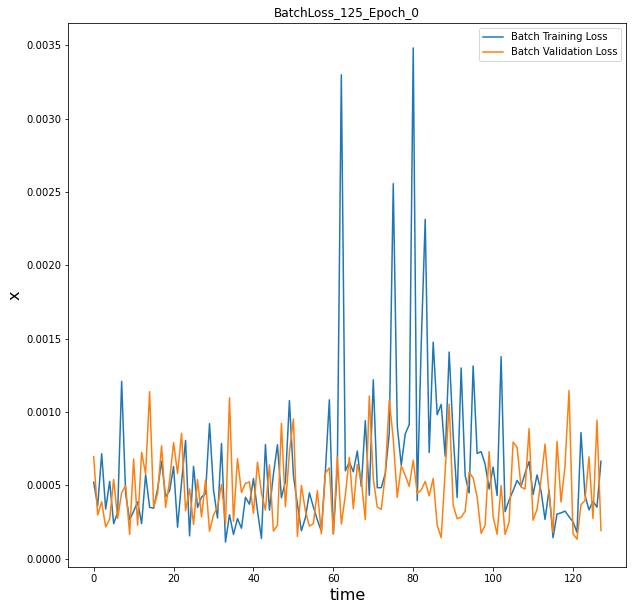 BatchLoss_125_Epoch_0
Batch Training Loss
Batch Validation Loss
0.0035
0.0030
0.0025
0.0020
0.0015
0.0010
0.0005
0.0000
x
0 20 40 60 80 100 120
time